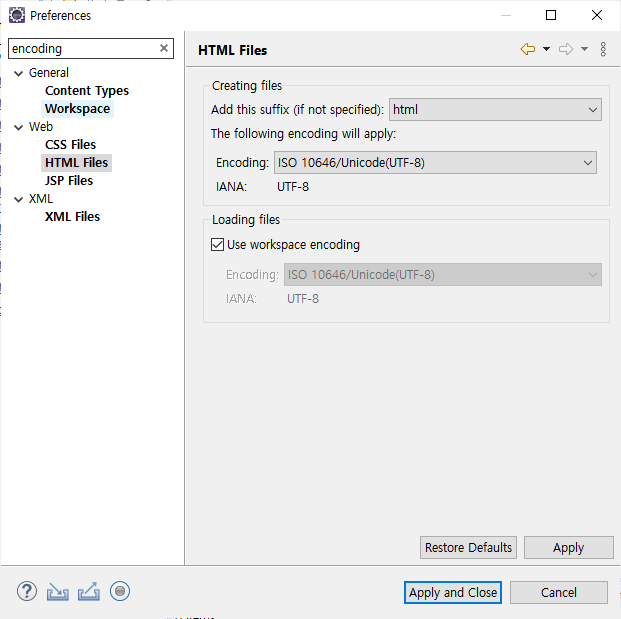 Preferences
encoding
General
Content Types
Workspace
Web
CSS Files
HTML Files
JSP Files
XML
XML Files
HTML Files
Creating files
Add this suffix (if not specified): html
The following encoding will apply:
Encoding: ISO 10646/Unicode(UTF-8)
IANA: UTF-8
Loading files
Use workspace encoding
Encoding: ISO 10646/Unicode(UTF-8)
IANA: UTF-8
Restore Defaults Apply
Apply and Close Cancel